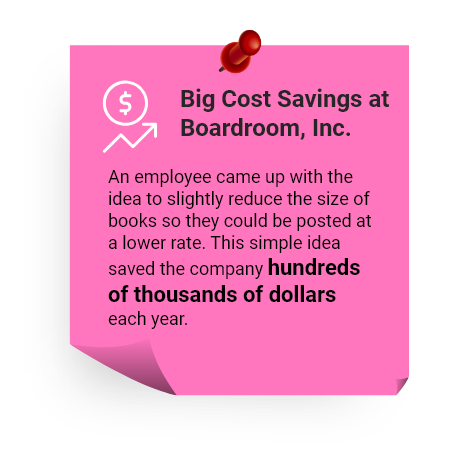 Big Cost Savings at
Boardroom, Inc.
An employee came up with the
idea to slightly reduce the size of
books so they could be posted at
a lower rate. This simple idea
saved the company hundreds
of thousands of dollars
each year.